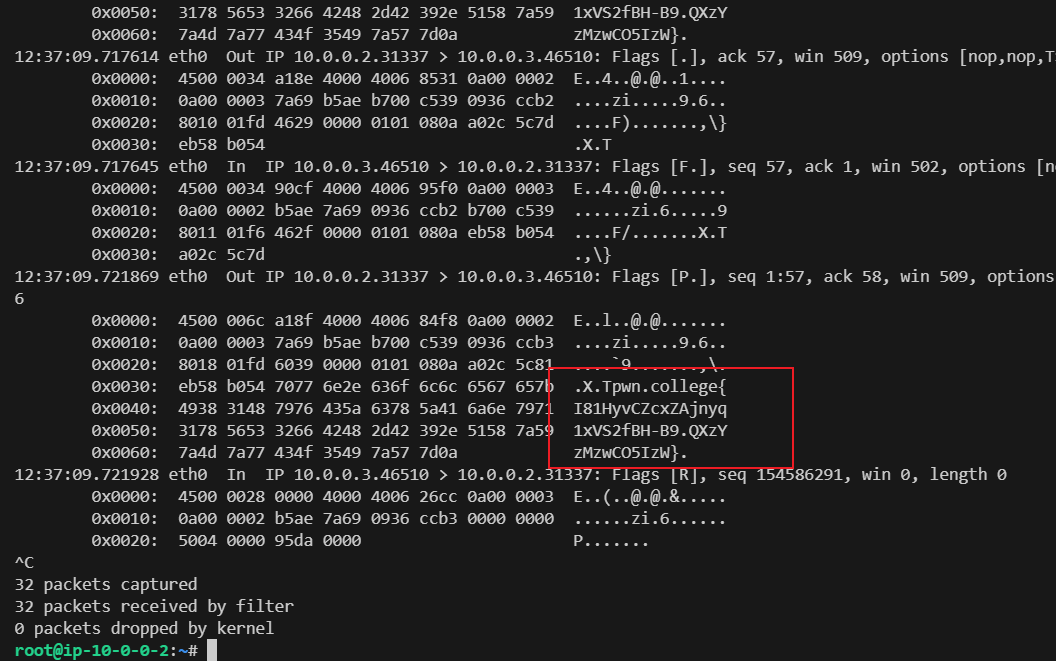 0x0050: 3178 5653 3266 4248 2d42 392e 5158 7a59 1xVS2fBH-B9.QXzY
0x0060: 7a4d 7a77 434f 3549 7a57 7d0a zMzwCO5IzW}.
12:37:09.717614 eth0 Out IP 10.0.0.2.31337 > 10.0.0.3.46510: Flags [.], ack 57, win 509, options [nop,nop,T
0x0000: 4500 0034 a18e 4000 4006 8531 0a00 0002 E..4..@.@..1....
0x0010: 0a00 0003 7a69 b5ae b700 c539 0936 ccb2 ....zi.....9.6..
0x0020: 8010 01fd 4629 0000 0101 080a a02c 5c7d ....F).......,\}
0x0030: eb58 b054 .X.T
12:37:09.717645 eth0 In IP 10.0.0.3.46510 > 10.0.0.2.31337: Flags [F.], seq 57, ack 1, win 502, options [no
0x0000: 4500 0034 90cf 4000 4006 95f0 0a00 0003 E..4..@.@.......
0x0010: 0a00 0002 b5ae 7a69 0936 ccb2 b700 c539 ......zi.6.....9
0x0020: 8011 01f6 462f 0000 0101 080a eb58 b054 ....F/.......X.T
0x0030: a02c 5c7d .,\}
12:37:09.721869 eth0 Out IP 10.0.0.2.31337 > 10.0.0.3.46510: Flags [P.], seq 1:57, ack 58, win 509, options
6
0x0000: 4500 006c a18f 4000 4006 84f8 0a00 0002 E..l..@.@.......
0x0010: 0a00 0003 7a69 b5ae b700 c539 0936 ccb3 ....zi.....9.6..
0x0020: 8018 01fd 6039 0000 0101 080a a02c 5c81 ....`9.......,\.
0x0030: eb58 b054 7077 6e2e 636f 6c6c 6567 657b .X.Tpwn.college{
0x0040: 4938 3148 7976 435a 6378 5a41 6a6e 7971 I81HyvCZcxZAjnyq
0x0050: 3178 5653 3266 4248 2d42 392e 5158 7a59 1xVS2fBH-B9.QXzY
0x0060: 7a4d 7a77 434f 3549 7a57 7d0a zMzwCO5IzW}.
12:37:09.721928 eth0 In IP 10.0.0.3.46510 > 10.0.0.2.31337: Flags [R], seq 154586291, win 0, length 0
0x0000: 4500 0028 0000 4000 4006 26cc 0a00 0003 E..(..@.@.&.....
0x0010: 0a00 0002 b5ae 7a69 0936 ccb3 0000 0000 ......zi.6......
0x0020: 5004 0000 95da 0000 P.......
^C
32 packets captured
32 packets received by filter
0 packets dropped by kernel
root@ip-10-0-0-2:~#